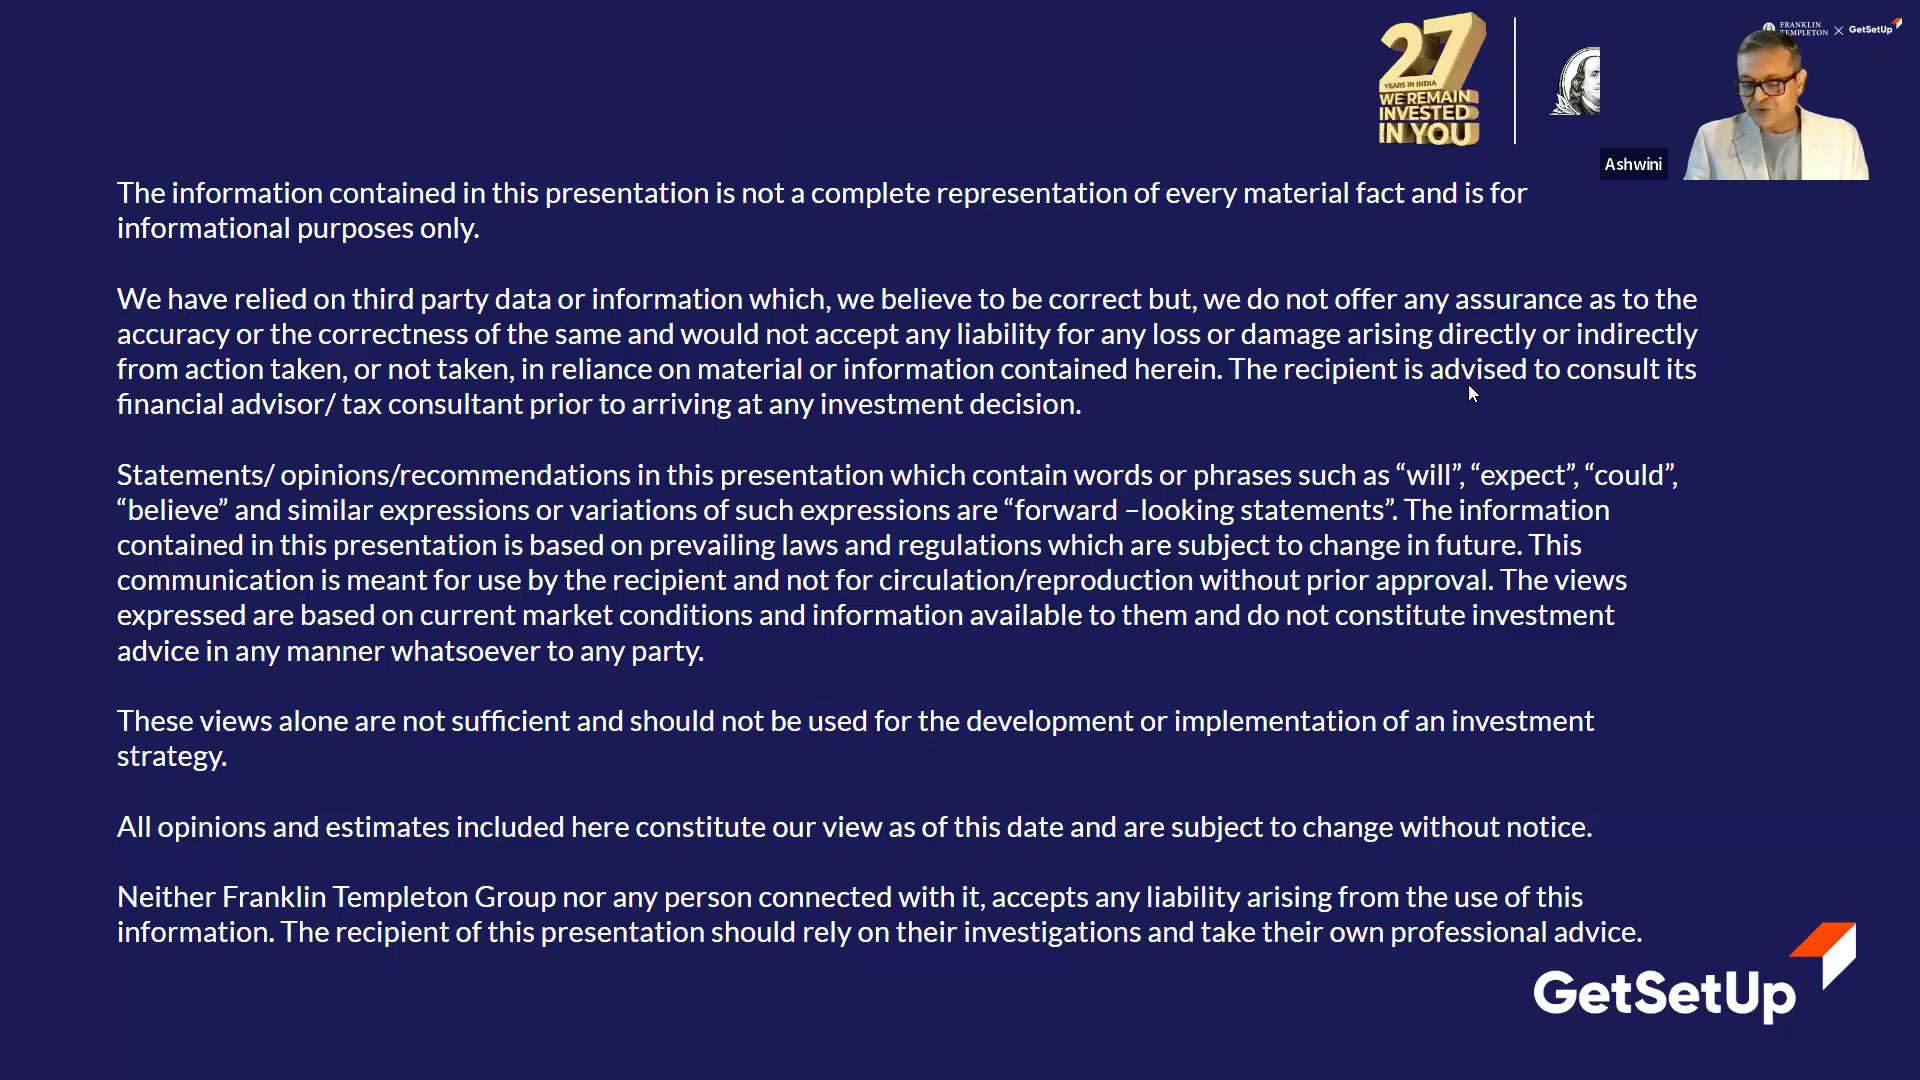 27
YEARS IN INDIA
WE REMAIN
INVESTED
IN YOU
FRANKLIN
TEMPLETON
GetSetUp
Ashwini
The information contained in this presentation is not a complete representation of every material fact and is for
informational purposes only.
We have relied on third party data or information which, we believe to be correct but, we do not offer any assurance as to the
accuracy or the correctness of the same and would not accept any liability for any loss or damage arising directly or indirectly
from action taken, or not taken, in reliance on material or information contained herein. The recipient is advised to consult its
financial advisor/ tax consultant prior to arriving at any investment decision.
Statements/ opinions/recommendations in this presentation which contain words or phrases such as “will”, “expect”, “could”,
“believe” and similar expressions or variations of such expressions are “forward –looking statements”. The information
contained in this presentation is based on prevailing laws and regulations which are subject to change in future. This
communication is meant for use by the recipient and not for circulation/reproduction without prior approval. The views
expressed are based on current market conditions and information available to them and do not constitute investment
advice in any manner whatsoever to any party.
These views alone are not sufficient and should not be used for the development or implementation of an investment
strategy.
All opinions and estimates included here constitute our view as of this date and are subject to change without notice.
Neither Franklin Templeton Group nor any person connected with it, accepts any liability arising from the use of this
information. The recipient of this presentation should rely on their investigations and take their own professional advice.
GetSetUp